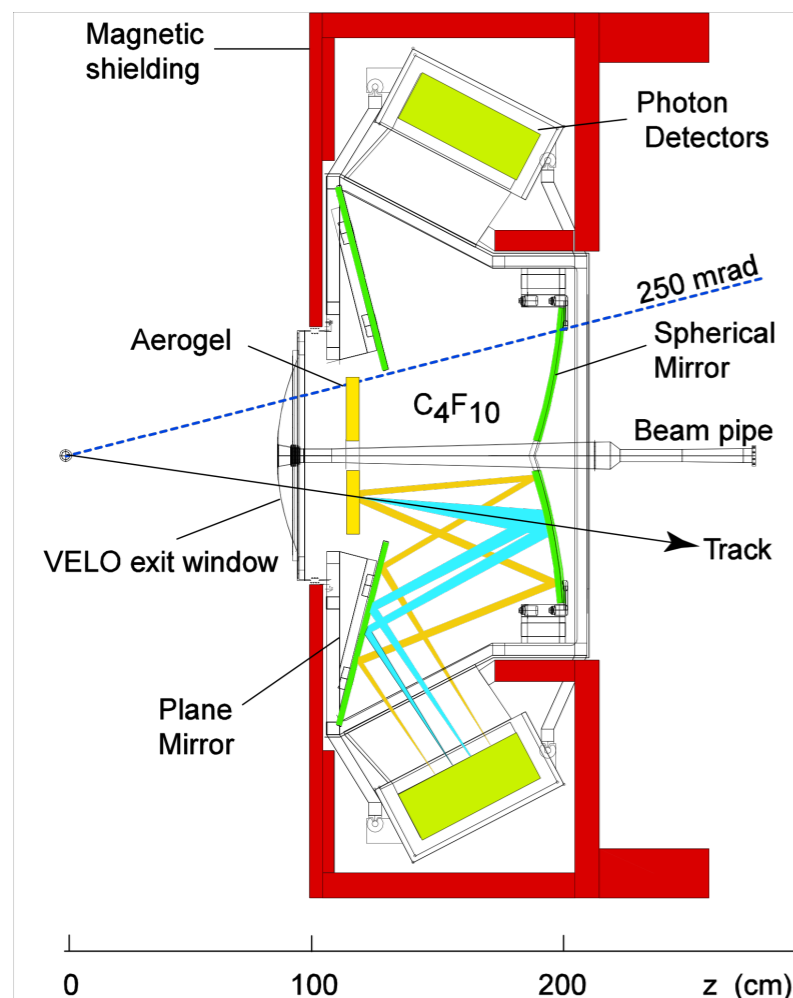 Magnetic
shielding
Photon
Detectors
250 mrad
Aerogel
Spherical
Mirror
C4F10
Beam pipe
VELO exit window
Track
Plane
Mirror
0 100 200 z (cm)